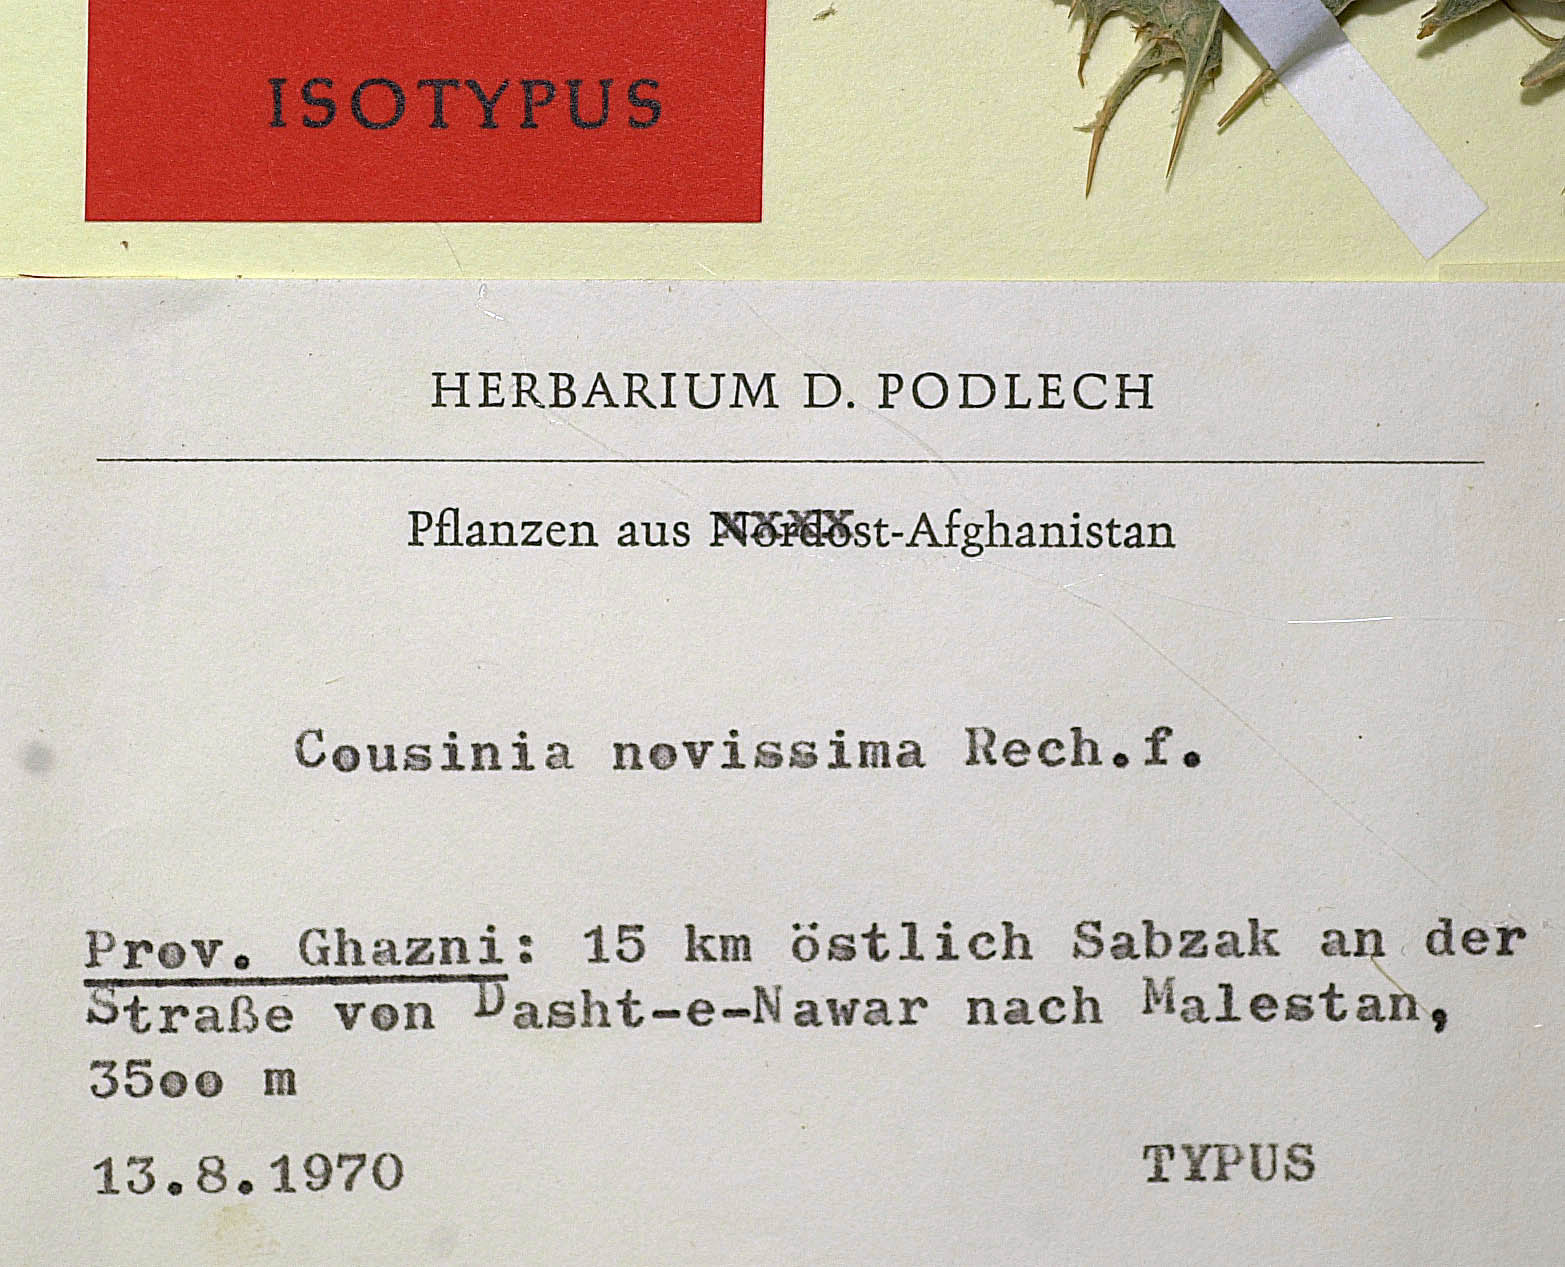 ISOTYPUS
HERBARIUM D. PODLECH
Pflanzen aus Nordost-Afghanistan
Cousinia novissima Rech.f.
Prov. Ghazni: 15 km östlich Sabzak an der
Straße von Dasht-e-Nawar nach Malestan,
35oo m
13.8.1970 TYPUS